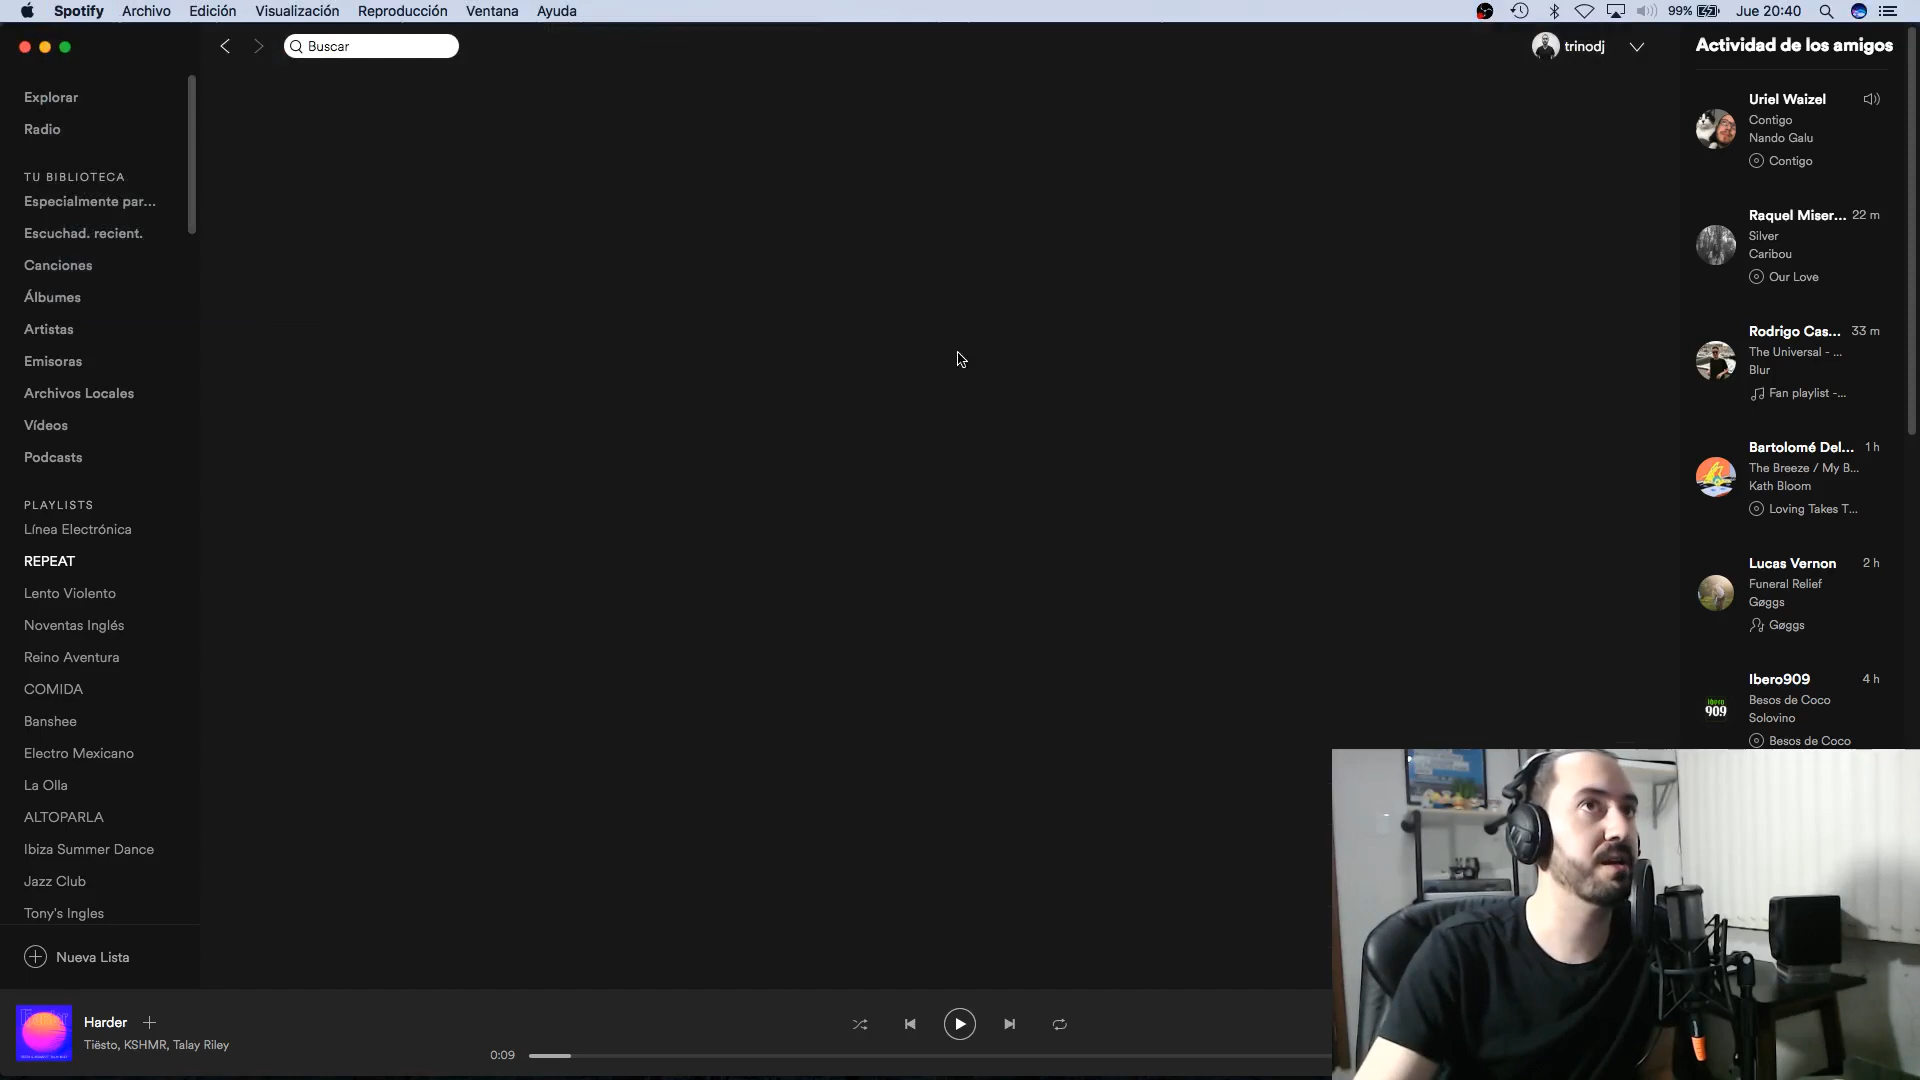 Spotify Archivo Edición Visualización Reproducción Ventana Ayuda
99% Jue 20:40
Buscar
trinodj
Explorar
Radio
TU BIBLIOTECA
Especialmente par...
Escuchad. recient.
Canciones
Álbumes
Artistas
Emisoras
Archivos Locales
Vídeos
Podcasts
PLAYLISTS
Línea Electrónica
REPEAT
Lento Violento
Noventas Inglés
Reino Aventura
COMIDA
Banshee
Electro Mexicano
La Olla
ALTOPARLA
Ibiza Summer Dance
Jazz Club
Tony's Ingles
Nueva Lista
Actividad de los amigos
Uriel Waizel
Contigo
Nando Galu
Contigo
Raquel Miser... 22 m
Silver
Caribou
Our Love
Rodrigo Cas... 33 m
The Universal - ...
Blur
Fan playlist -...
Bartolomé Del... 1 h
The Breeze / My B...
Kath Bloom
Loving Takes T...
Lucas Vernon 2 h
Funeral Relief
Gøggs
Gøggs
Ibero909 4 h
Besos de Coco
Solovino
Besos de Coco
909
Harder
Tiësto, KSHMR, Talay Riley
0:09